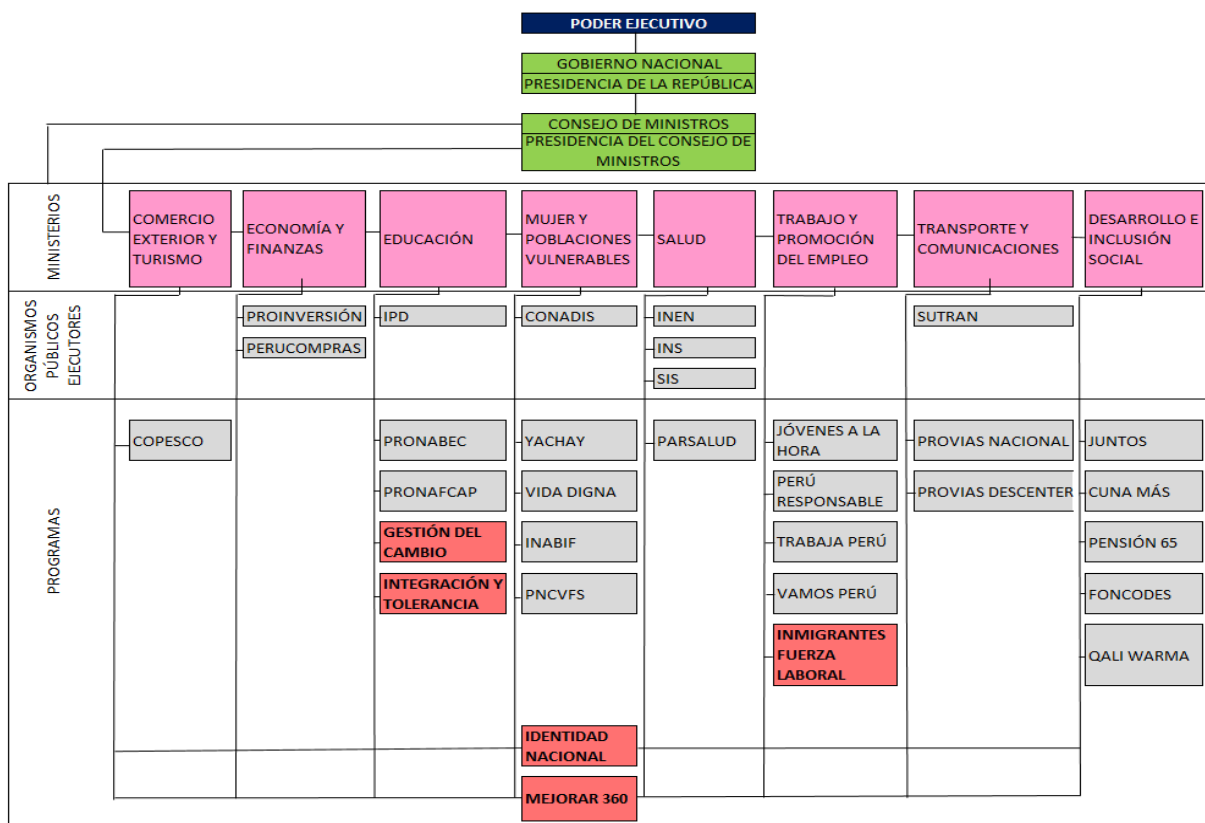 PODER EJECUTIVO
GOBIERNO NACIONAL
PRESIDENCIA DE LA REPÚBLICA
CONSEJO DE MINISTROS
PRESIDENCIA DEL CONSEJO DE
MINISTROS
MINISTERIOS
COMERCIO
EXTERIOR Y
TURISMO
ECONOMÍA Y
FINANZAS
EDUCACIÓN
MUJER Y
POBLACIONES
VULNERABLES
SALUD
TRABAJO Y
PROMOCIÓN
DEL EMPLEO
TRANSPORTE Y
COMUNICACIONES
DESARROLLO E
INCLUSIÓN
SOCIAL
ORGANISMOS
PÚBLICOS
EJECUTORES
PROINVERSIÓN
IPD
CONADIS
INEN
SUTRAN
PERUCOMPRAS
INS
SIS
PROGRAMAS
COPESCO
PRONABEC
YACHAY
PARSALUD
JÓVENES A LA
HORA
PROVIAS NACIONAL
JUNTOS
PRONAFCAP
VIDA DIGNA
PERÚ
RESPONSABLE
PROVIAS DESCENTER
CUNA MÁS
GESTIÓN DEL
CAMBIO
INABIF
TRABAJA PERÚ
PENSIÓN 65
INTEGRACIÓN Y
TOLERANCIA
PNCVFS
VAMOS PERÚ
FONCODES
INMIGRANTES
FUERZA
LABORAL
QALI WARMA
IDENTIDAD
NACIONAL
MEJORAR 360